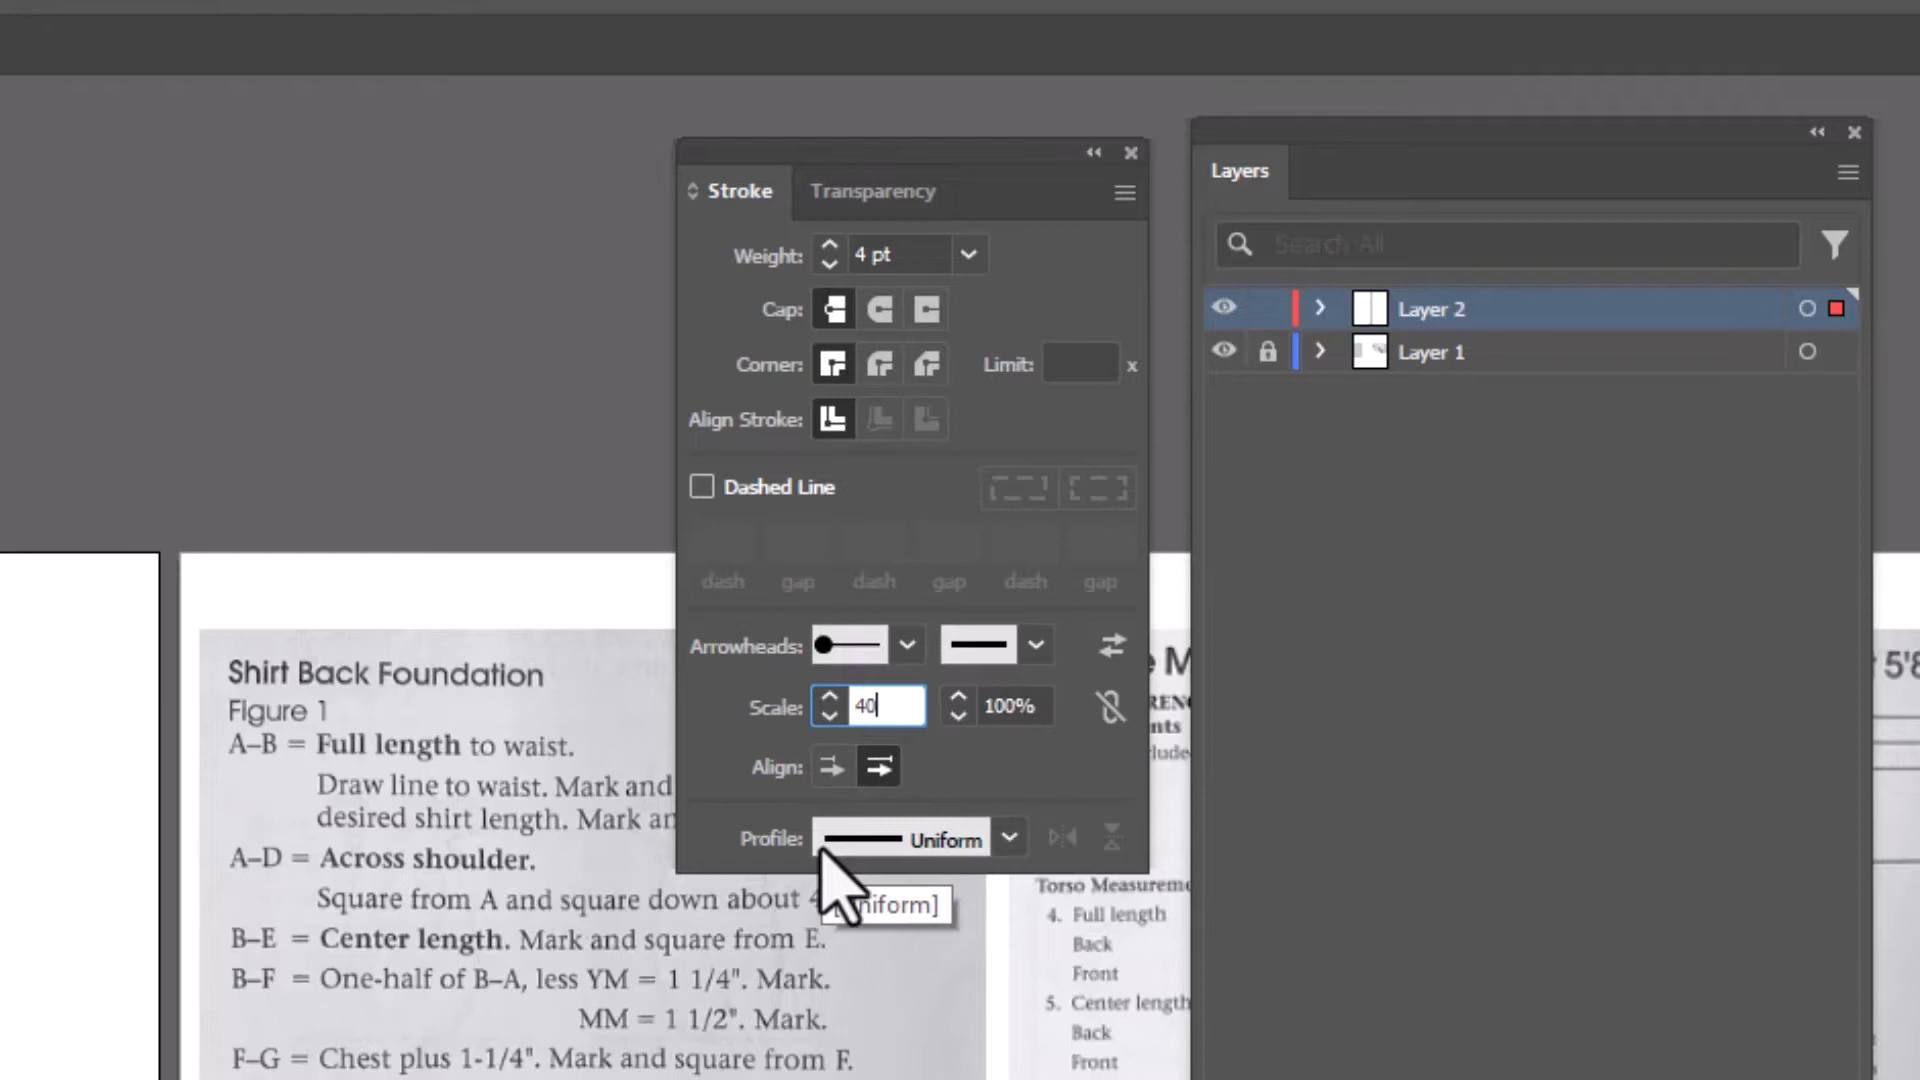 Stroke
Transparency
Layers
Search All
Weight: 4 pt
Cap:
Layer 2
Layer 1
Corner:
Limit: x
Align Stroke:
Dashed Line
dash gap dash gap dash gap
Arrowheads:
Scale: 40 100%
Align:
Profile: Uniform
Shirt Back Foundation
Figure 1
A–B = Full length to waist.
Draw line to waist. Mark and
desired shirt length. Mark
A–D = Across shoulder.
Square from A and square down about
B–E = Center length. Mark and square from E.
B–F = One-half of B–A, less YM = 1 1/4". Mark.
MM = 1 1/2". Mark.
F–G = Chest plus 1-1/4". Mark and square from F.
Torso
4. Full length
Back
Front
5. Center length
Back
Front